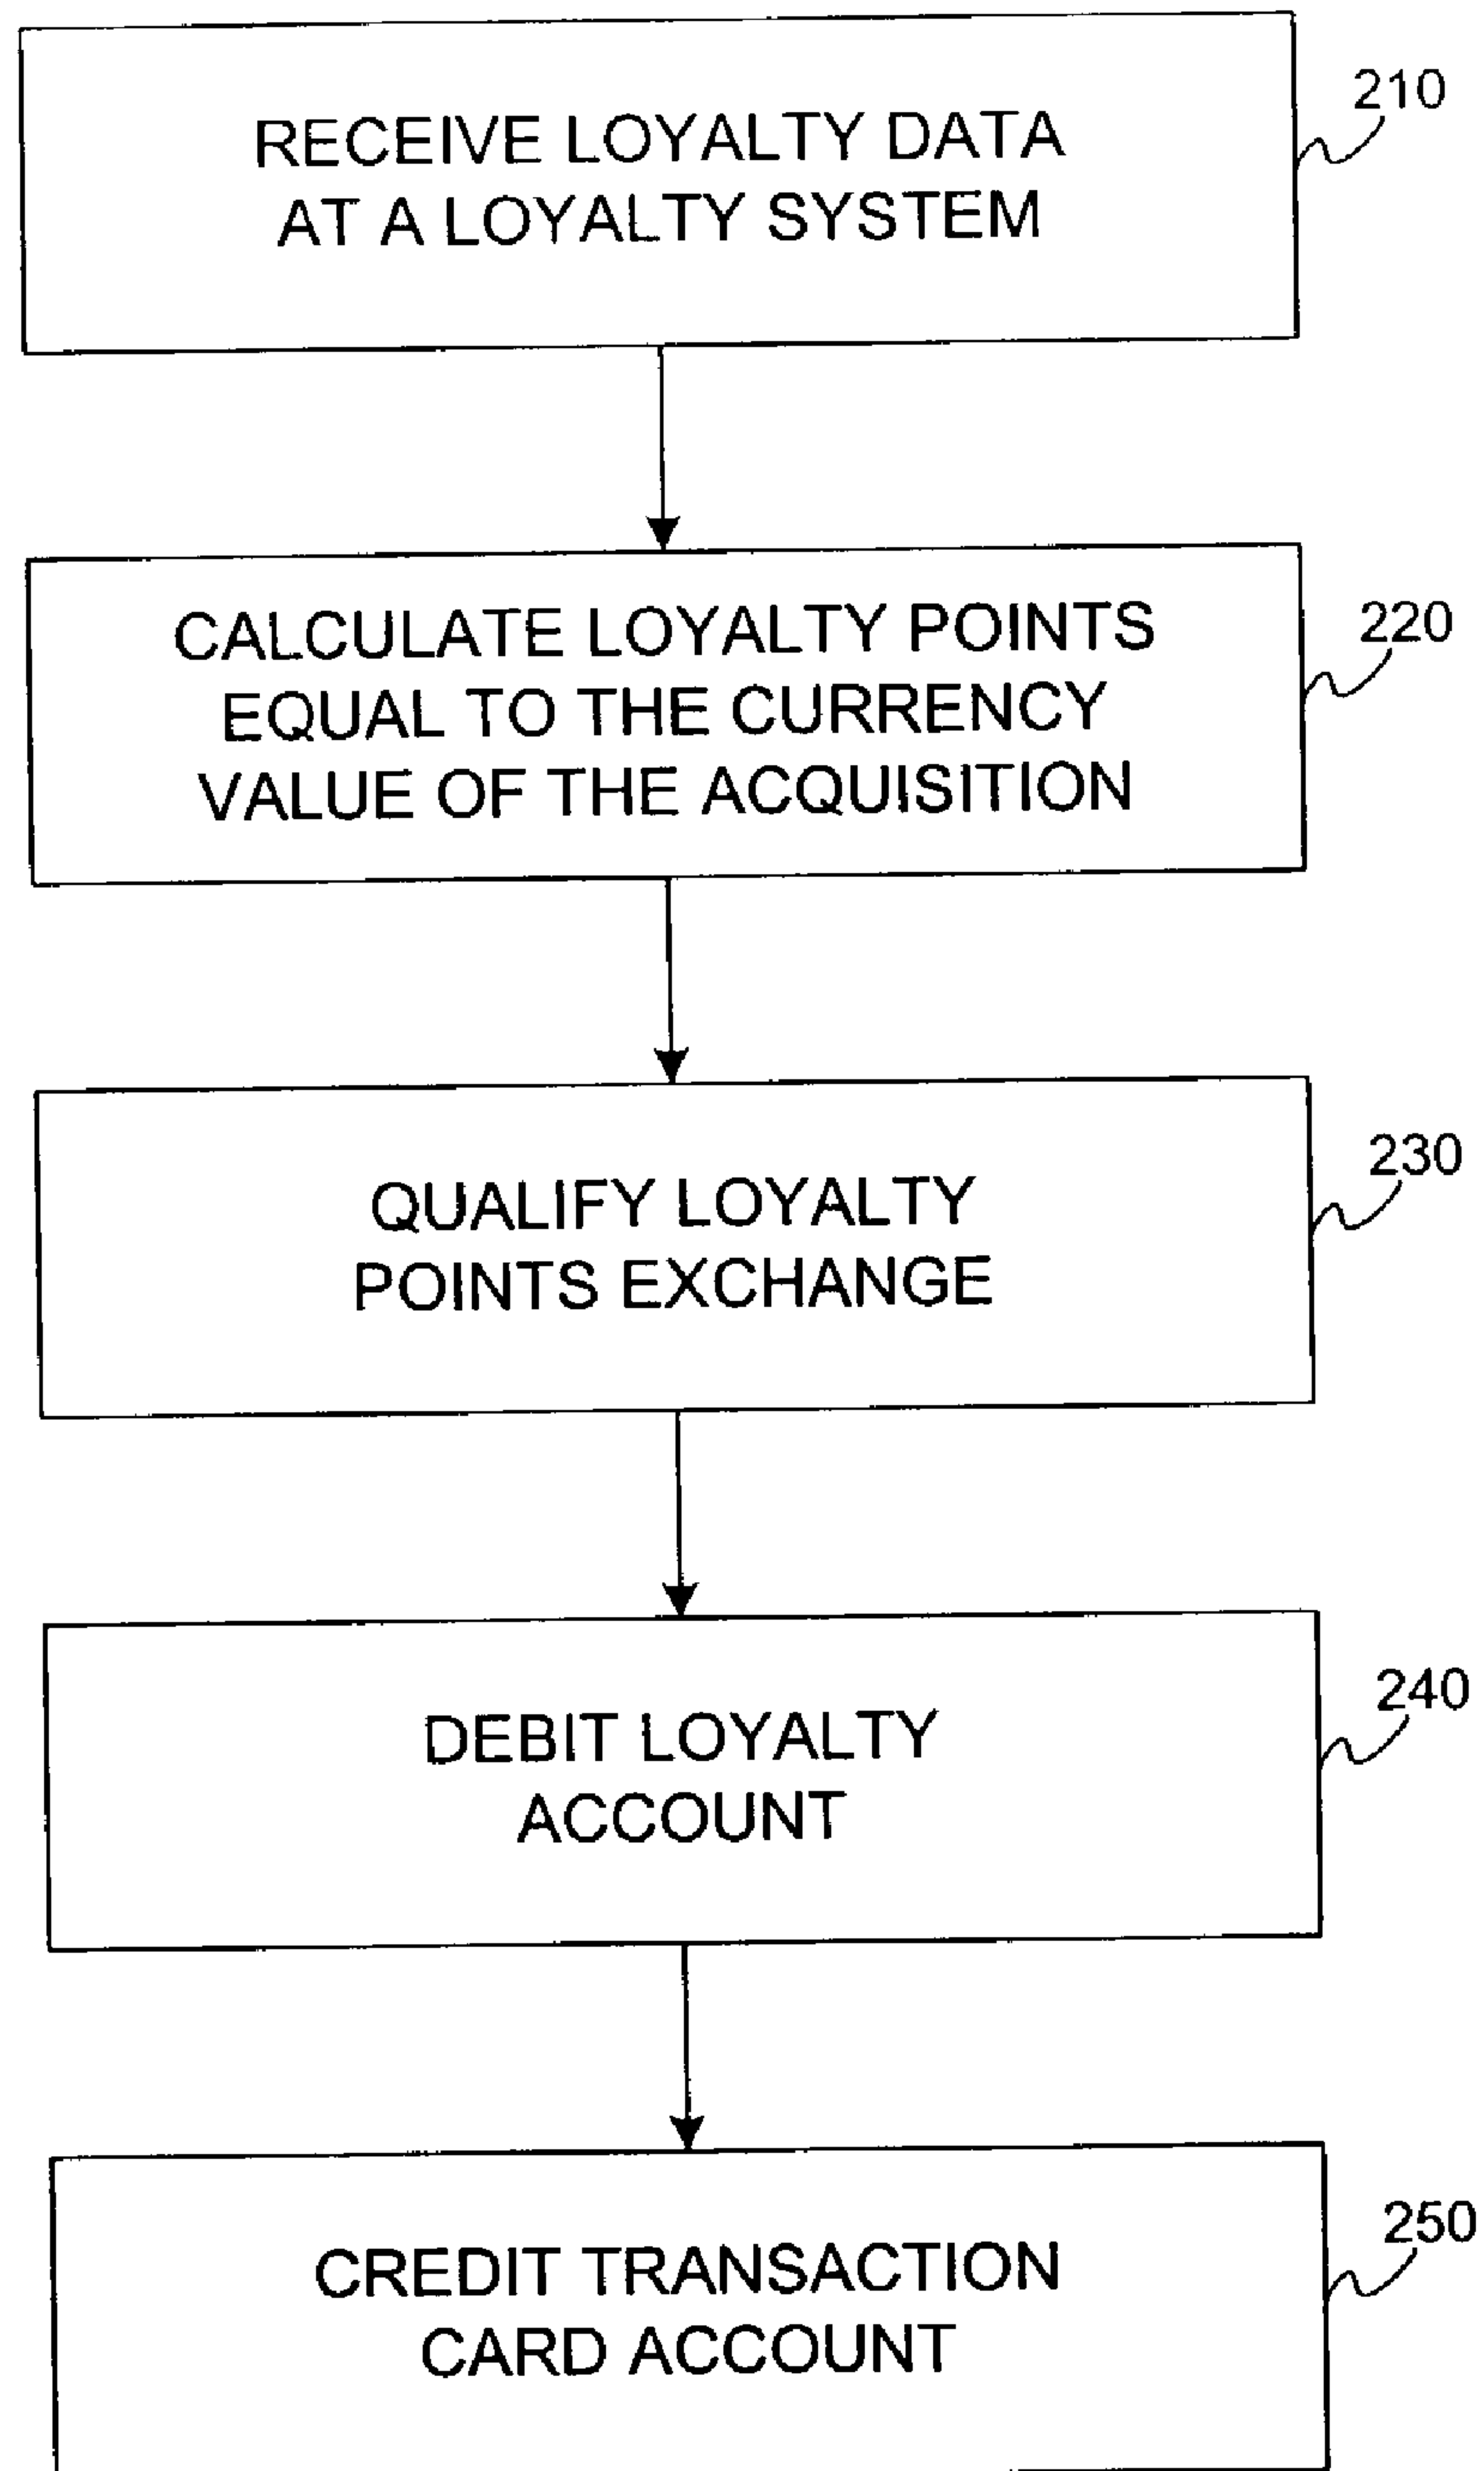 RECEIVE LOYALTY DATA
AT A LOYALTY SYSTEM
210
CALCULATE LOYALTY POINTS
EQUAL TO THE CURRENCY
VALUE OF THE ACQUISITION
220
QUALIFY LOYALTY
POINTS EXCHANGE
230
DEBIT LOYALTY
ACCOUNT
240
CREDIT TRANSACTION
CARD ACCOUNT
250